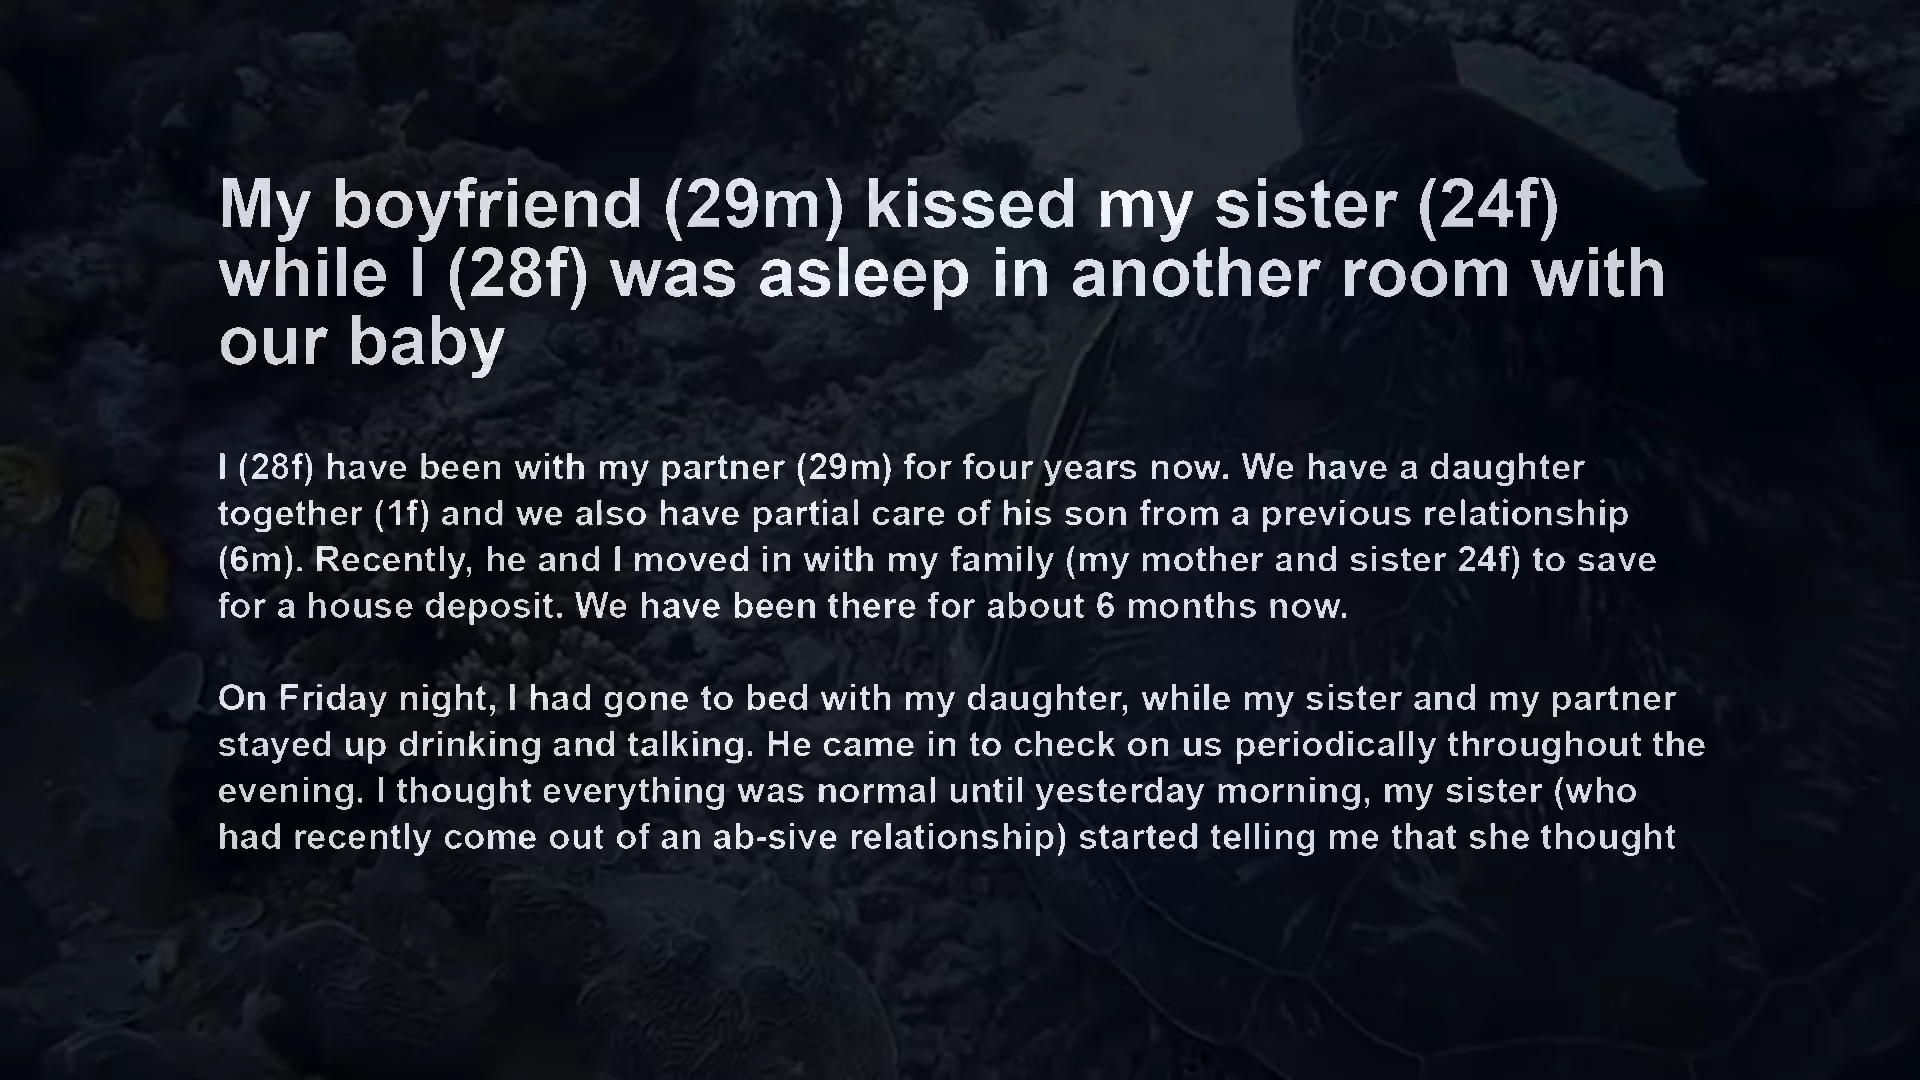 My boyfriend (29m) kissed my sister (24f)
while I (28f) was asleep in another room with
our baby
I (28f) have been with my partner (29m) for four years now. We have a daughter
together (1f) and we also have partial care of his son from a previous relationship
(6m). Recently, he and I moved in with my family (my mother and sister 24f) to save
for a house deposit. We have been there for about 6 months now.
On Friday night, I had gone to bed with my daughter, while my sister and my partner
stayed up drinking and talking. He came in to check on us periodically throughout the
evening. I thought everything was normal until yesterday morning, my sister (who
had recently come out of an ab-sive relationship) started telling me that she thought